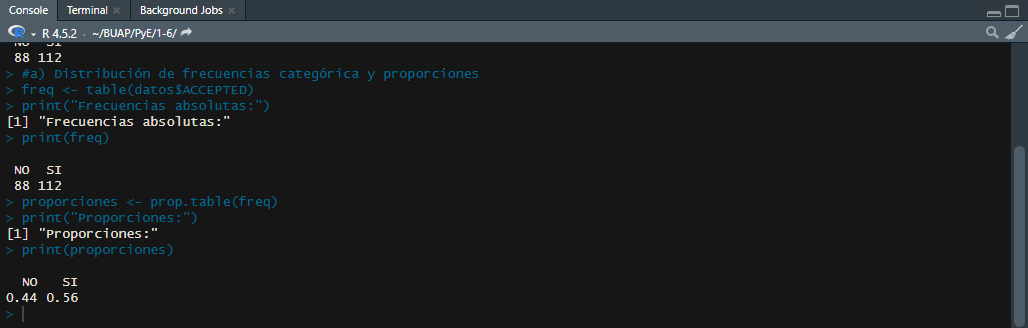 Console Terminal Background Jobs
R 4.5.2 · ~/BUAP/PyE/1-6/
NO SI
88 112
> #a) Distribución de frecuencias categórica y proporciones
> freq <- table(datos$ACCEPTED)
> print("Frecuencias absolutas:")
[1] "Frecuencias absolutas:"
> print(freq)
NO SI
88 112
> proporciones <- prop.table(freq)
> print("Proporciones:")
[1] "Proporciones:"
> print(proporciones)
NO SI
0.44 0.56
>